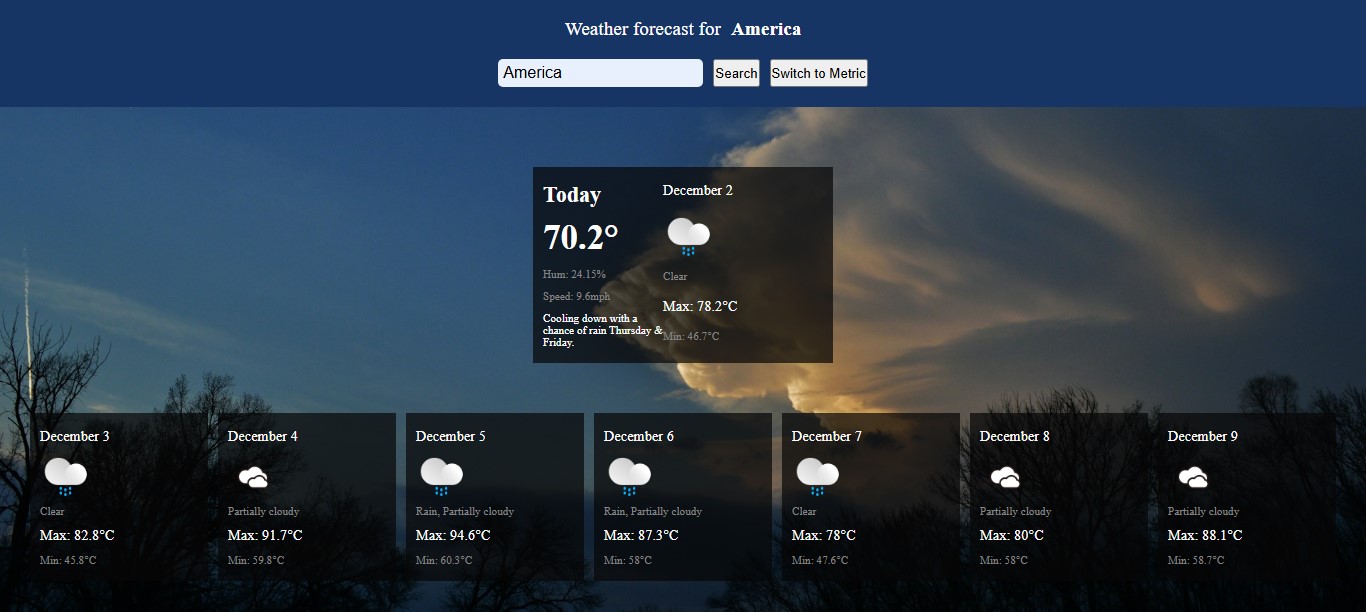 Weather forecast for America
America
Search
Switch to Metric
Today
70.2°
Hum: 24.15%
Speed: 9.6mph
Cooling down with a
chance of rain Thursday &
Friday.
December 2
Clear
Max: 78.2°C
Min: 46.7°C
December 3
Clear
Max: 82.8°C
Min: 45.8°C
December 4
Partially cloudy
Max: 91.7°C
Min: 59.8°C
December 5
Rain, Partially cloudy
Max: 94.6°C
Min: 60.3°C
December 6
Rain, Partially cloudy
Max: 87.3°C
Min: 58°C
December 7
Clear
Max: 78°C
Min: 47.6°C
December 8
Partially cloudy
Max: 80°C
Min: 58°C
December 9
Partially cloudy
Max: 88.1°C
Min: 58.7°C